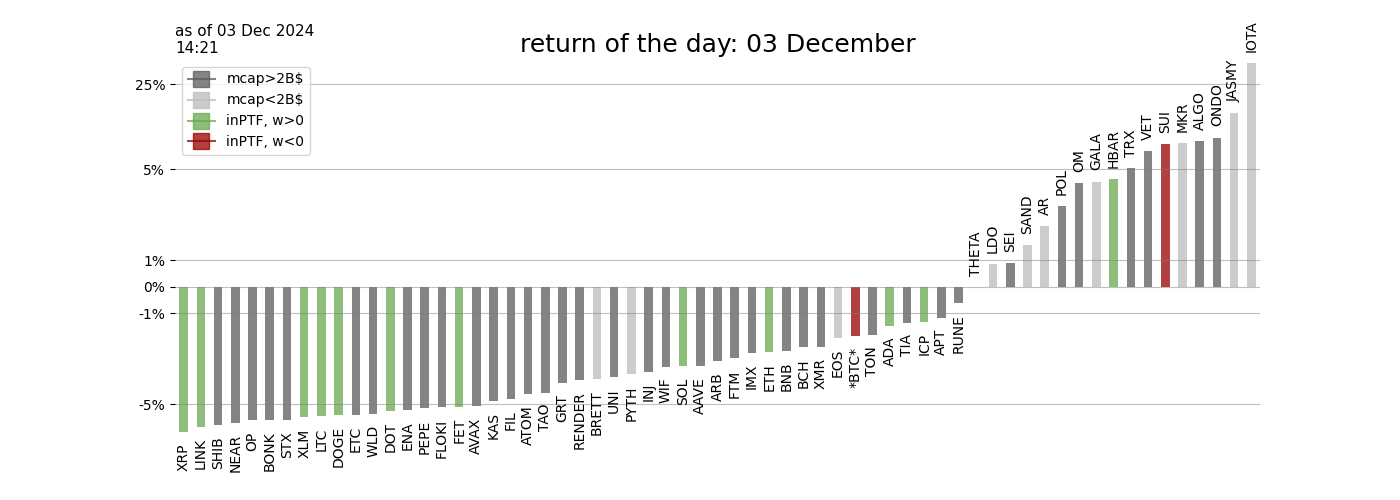 as of 03 Dec 2024
14:21
return of the day: 03 December
mcap>2B$
mcap<2B$
inPTF, w>0
inPTF, w<0
25%
5%
1%
0%
-1%
-5%
XRP
LINK
SHIB
NEAR
OP
BONK
STX
XLM
LTC
DOGE
ETC
WLD
DOT
ENA
PEPE
FLOKI
FET
AVAX
KAS
FIL
ATOM
TAO
GRT
RENDER
BRETT
UNI
PYTH
INJ
WIF
SOL
AAVE
ARB
FTM
IMX
ETH
BNB
BCH
XMR
EOS
*BTC*
TON
ADA
TIA
ICP
APT
RUNE
THETA
LDO
SEI
SAND
AR
POL
OM
GALA
HBAR
TRX
VET
SUI
MKR
ALGO
ONDO
JASMY
IOTA